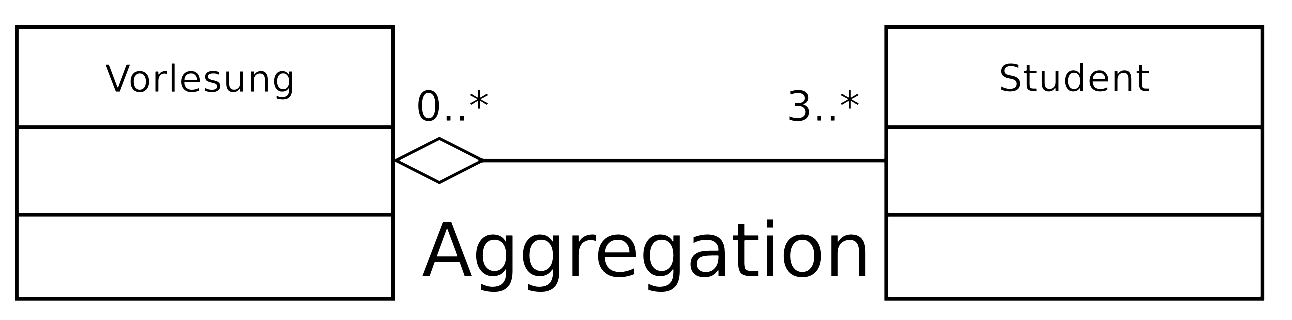 Vorlesung
Student
0..*
3..*
Aggregation